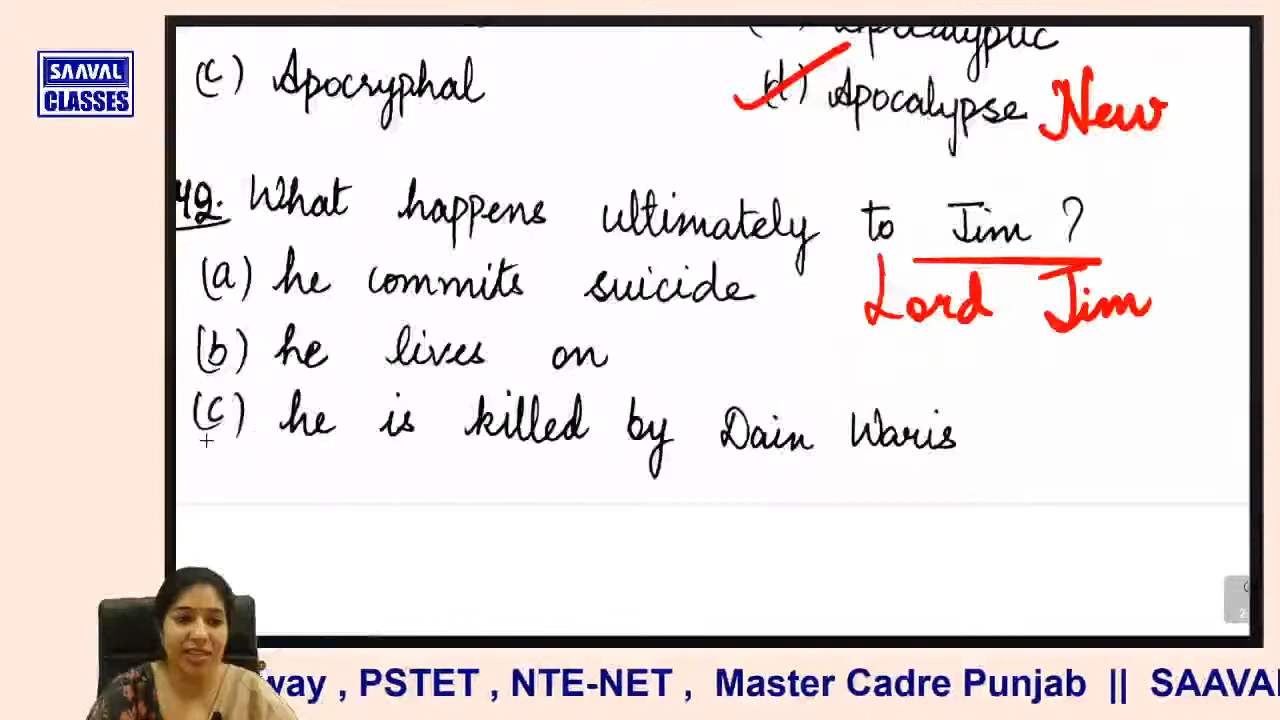 SAAVAL
CLASSES
(c) Apocryphal
(d) Apocalypse New
49. What happens ultimately to Jim ?
Lord Jim
(a) he commits suicide
(b) he lives on
(c) he is killed by Dain Waris
way , PSTET , NTE-NET , Master Cadre Punjab || SAAVAL